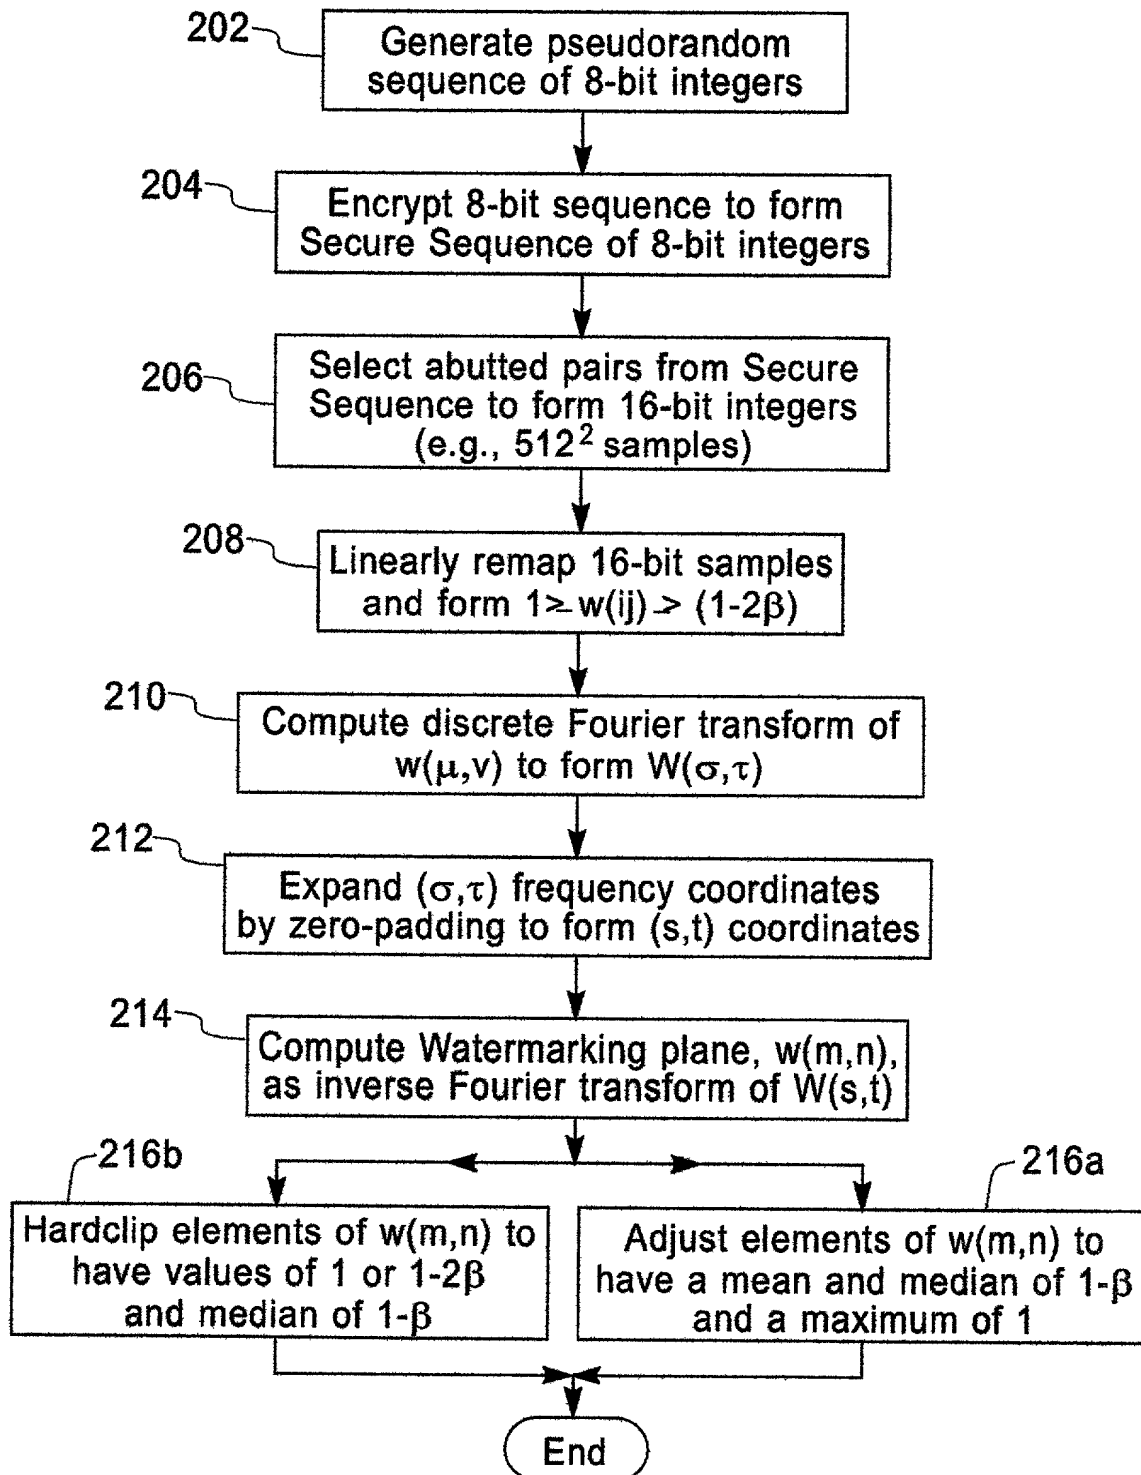 202
Generate pseudorandom
sequence of 8-bit integers
204
Encrypt 8-bit sequence to form
Secure Sequence of 8-bit integers
206
Select abutted pairs from Secure
Sequence to form 16-bit integers
(e.g., 512² samples)
208
Linearly remap 16-bit samples
and form 1≥w(ij)≥(1-2β)
210
Compute discrete Fourier transform of
w(μ,ν) to form W(σ,τ)
212
Expand (σ,τ) frequency coordinates
by zero-padding to form (s,t) coordinates
214
Compute Watermarking plane, w(m,n),
as inverse Fourier transform of W(s,t)
216b
Hardclip elements of w(m,n) to
have values of 1 or 1-2β
and median of 1-β
216a
Adjust elements of w(m,n) to
have a mean and median of 1-β
and a maximum of 1
End